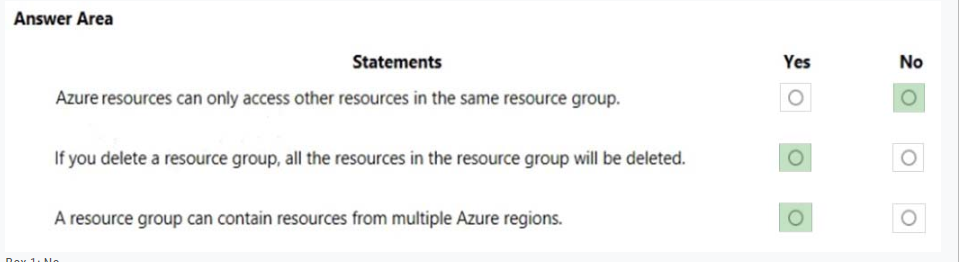 Answer Area
Statements Yes No
Azure resources can only access other resources in the same resource group.
If you delete a resource group, all the resources in the resource group will be deleted.
A resource group can contain resources from multiple Azure regions.
Box 1: No